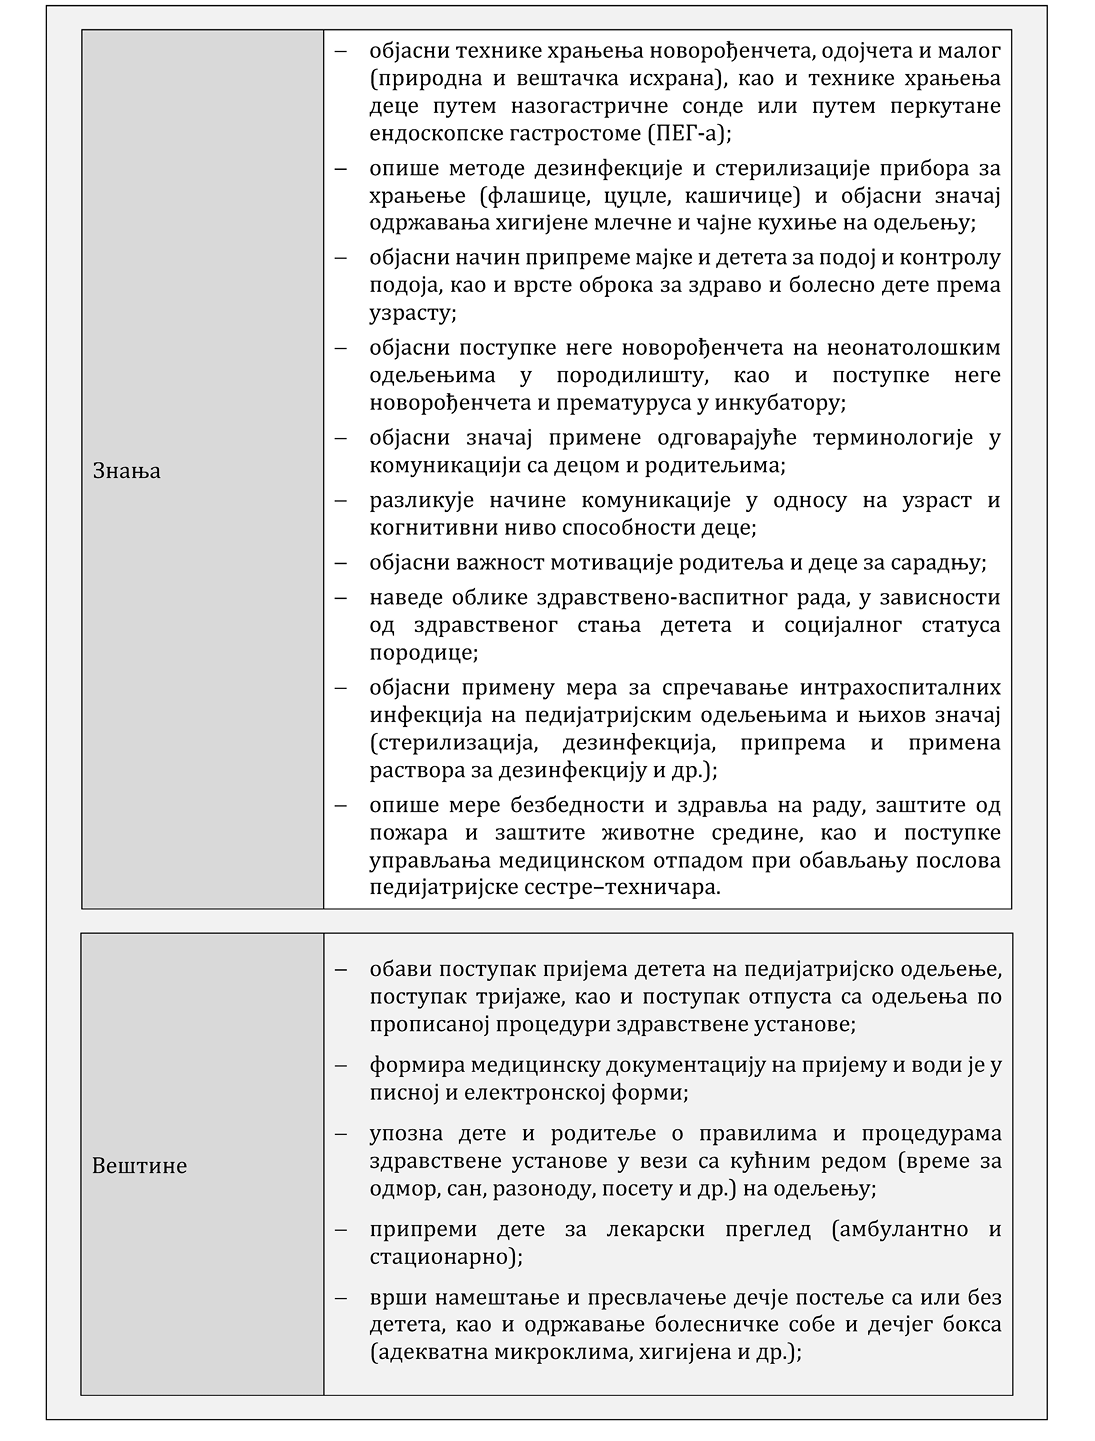 Знања
– објасни технике храњења новорођенчета, одојчета и малог
(природна и вештачка исхрана), као и технике храњења
деце путем назогастричне сонде или путем перкутане
ендоскопске гастростоме (ПЕГ-а);
– опише методе дезинфекције и стерилизације прибора за
храњење (флашице, цуцле, кашичице) и објасни значај
одржавања хигијене млечне и чајне кухиње на одељењу;
– објасни начин припреме мајке и детета за подој и контролу
подоја, као и врсте оброка за здраво и болесно дете према
узрасту;
– објасни поступке неге новорођенчета на неонатолошким
одељењима у породилишту, као и поступке неге
новорођенчета и прематуруса у инкубатору;
– објасни значај примене одговарајуће терминологије у
комуникацији са децом и родитељима;
– разликује начине комуникације у односу на узраст и
когнитивни ниво способности деце;
– објасни важност мотивације родитеља и деце за сарадњу;
– наведе облике здравствено-васпитног рада, у зависности
од здравственог стања детета и социјалног статуса
породице;
– објасни примену мера за спречавање интрахоспиталних
инфекција на педијатријским одељењима и њихов значај
(стерилизација, дезинфекција, припрема и примена
раствора за дезинфекцију и др.);
– опише мере безбедности и здравља на раду, заштите од
пожара и заштите животне средине, као и поступке
управљања медицинском отпадом при обављању послова
педијатријске сестре–техничара.
Вештине
– обави поступак пријема детета на педијатријско одељење,
поступак тријаже, као и поступак отпуста са одељења по
прописаној процедури здравствене установе;
– формира медицинску документацију на пријему и води је у
писној и електронској форми;
– упозна дете и родитеље о правилима и процедурама
здравствене установе у вези са кућним редом (време за
одмор, сан, разоноду, посету и др.) на одељењу;
– припреми дете за лекарски преглед (амбулантно и
стационарно);
– врши намештање и пресвлачење дечје постеље са или без
детета, као и одржавање болесничке собе и дечјег бокса
(адекватна микроклима, хигијена и др.);